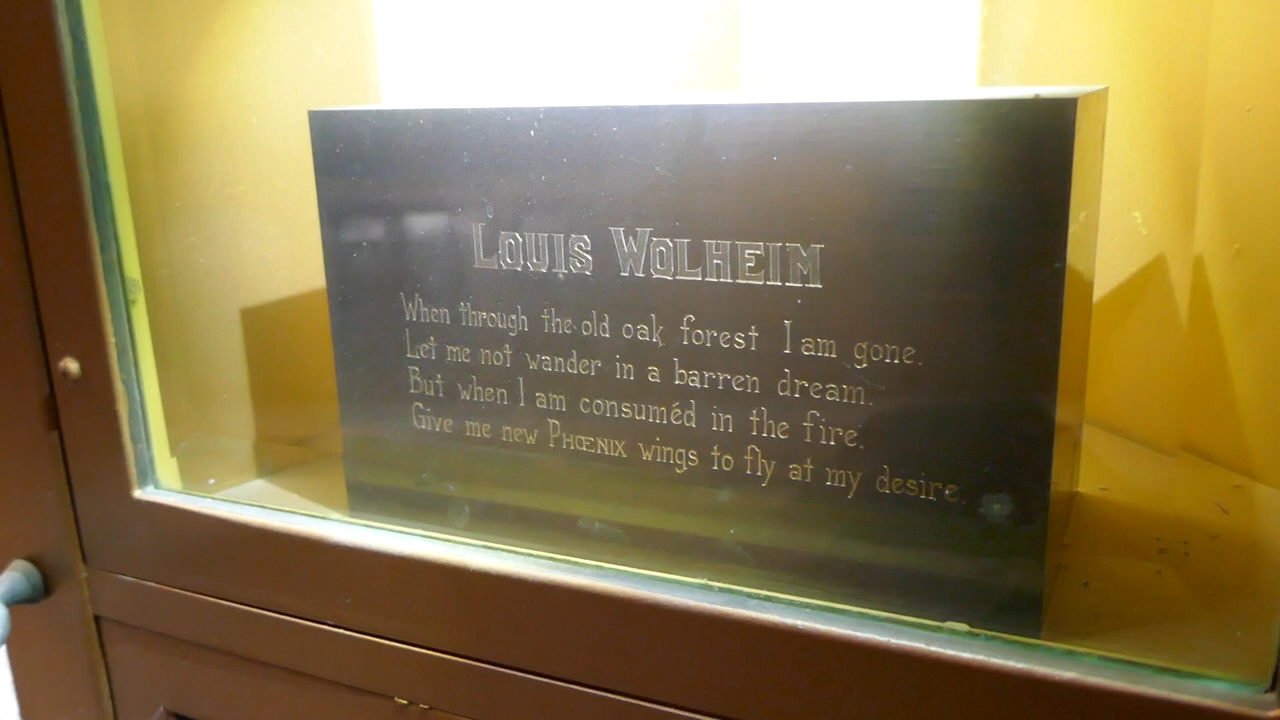 LOUIS WOLHEIM
When through the old oak forest I am gone.
Let me not wander in a barren dream.
But when I am consuméd in the fire.
Give me new PHŒNIX wings to fly at my desire.